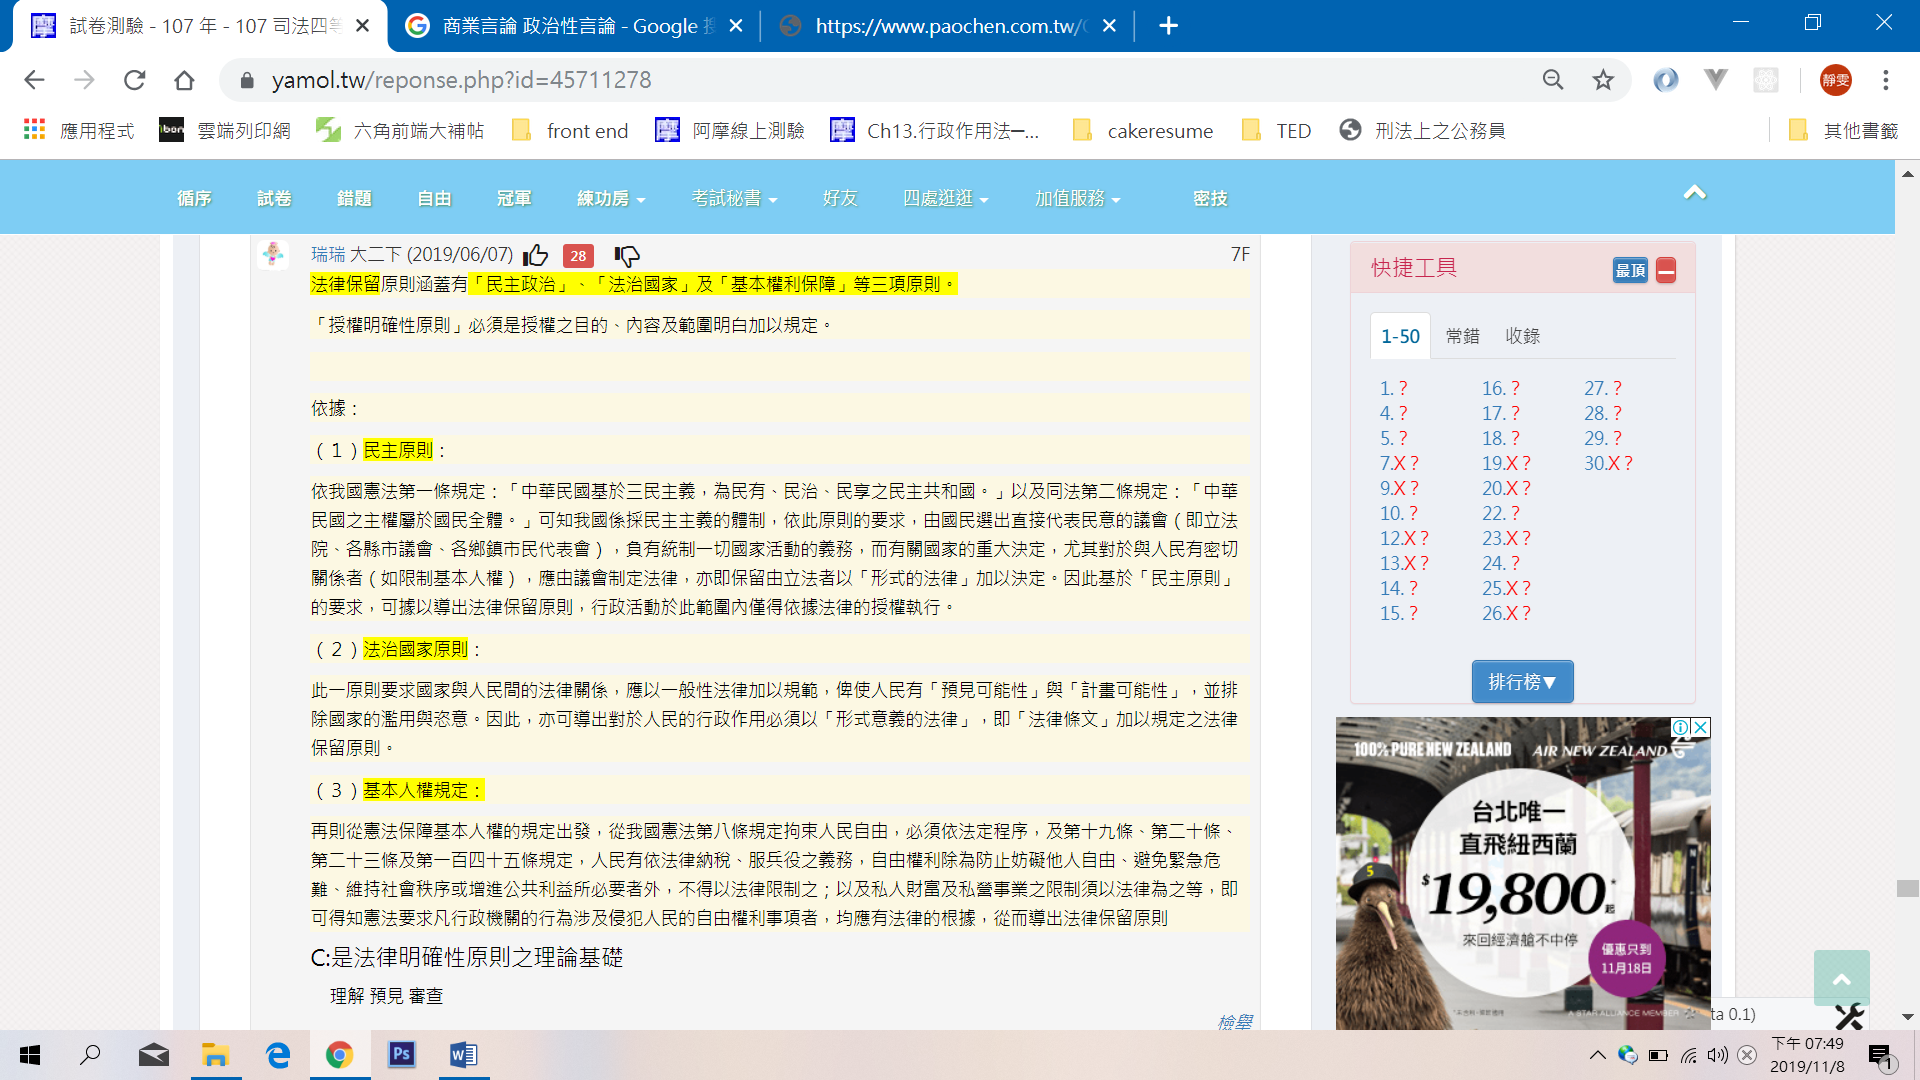 試卷測驗 - 107 年 - 107 司法四等
商業言論 政治性言論 - Google
https://www.paochen.com.tw/
yamol.tw/reponse.php?id=45711278
靜雯
應用程式
ibon
雲端列印網
六角前端大補帖
front end
阿摩線上測驗
Ch13.行政作用法一...
cakeresume
TED
刑法上之公務員
其他書籤
循序 試卷 錯題 自由 冠軍 練功房 考試秘書 好友 四處逛逛 加值服務 密技
瑞瑞 大二下 (2019/06/07) 28 7F
法律保留原則涵蓋有「民主政治」、「法治國家」及「基本權利保障」等三項原則。
「授權明確性原則」必須是授權之目的、內容及範圍明白加以規定。
依據：
（1）民主原則：
依我國憲法第一條規定：「中華民國基於三民主義，為民有、民治、民享之民主共和國。」以及同法第二條規定：「中華
民國之主權屬於國民全體。」可知我國係採民主主義的體制，依此原則的要求，由國民選出直接代表民意的議會（即立法
院、各縣市議會、各鄉鎮市民代表會），負有統制一切國家活動的義務，而有關國家的重大決定，尤其對於與人民有密切
關係者（如限制基本人權），應由議會制定法律，亦即保留由立法者以「形式的法律」加以決定。因此基於「民主原則」
的要求，可據以導出法律保留原則，行政活動於此範圍內僅得依據法律的授權執行。
（2）法治國家原則：
此一原則要求國家與人民間的法律關係，應以一般性法律加以規範，俾使人民有「預見可能性」與「計畫可能性」，並排
除國家的濫用與恣意。因此，亦可導出對於人民的行政作用必須以「形式意義的法律」，即「法律條文」加以規定之法律
保留原則。
（3）基本人權規定：
再則從憲法保障基本人權的規定出發，從我國憲法第八條規定拘束人民自由，必須依法定程序，及第十九條、第二十條、
第二十三條及第一百四十五條規定，人民有依法律納稅、服兵役之義務，自由權利除為防止妨礙他人自由、避免緊急危
難、維持社會秩序或增進公共利益所必要者外，不得以法律限制之；以及私人財富及私營事業之限制須以法律為之等，即
可得知憲法要求凡行政機關的行為涉及侵犯人民的自由權利事項者，均應有法律的根據，從而導出法律保留原則
C:是法律明確性原則之理論基礎
理解 預見 審查
檢舉
快捷工具 最頂
1-50 常錯 收錄
1. ? 16. ? 27. ?
4. ? 17. ? 28. ?
5. ? 18. ? 29. ?
7.X ? 19.X ? 30.X ?
9.X ? 20.X ?
10. ? 22. ?
12.X ? 23.X ?
13.X ? 24. ?
14. ? 25.X ?
15. ? 26.X ?
排行榜▼
100% PURE NEW ZEALAND AIR NEW ZEALAND
台北唯一
直飛紐西蘭
$19,800*起
來回經濟艙不中停
優惠只到
11月18日
A STAR ALLIANCE MEMBER
ta 0.1)
Ps
下午 07:49
2019/11/8
1